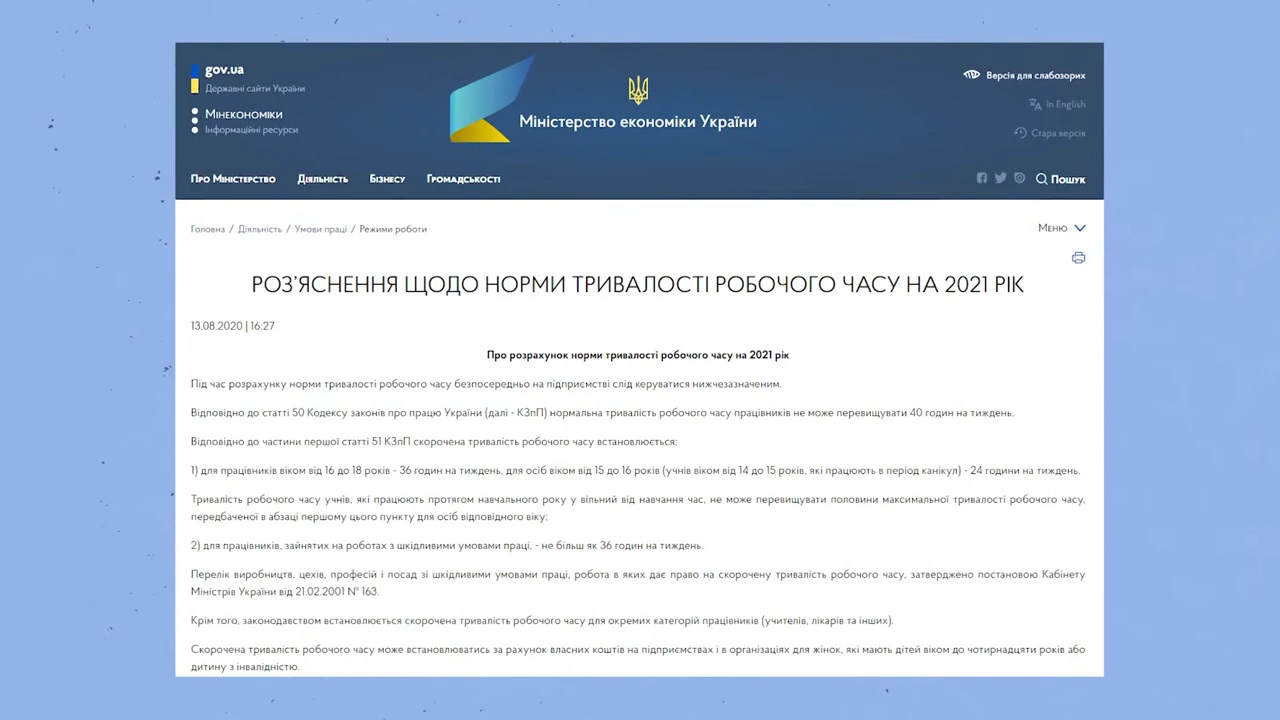 gov.ua
Державні сайти України
Мінекономіки
Інформаційні ресурси
Міністерство економіки України
Версія для слабозорих
In English
Стара версія
Про Міністерство Діяльність Бізнесу Громадськості
Пошук
Головна / Діяльність / Умови праці / Режими роботи
Меню
РОЗ'ЯСНЕННЯ ЩОДО НОРМИ ТРИВАЛОСТІ РОБОЧОГО ЧАСУ НА 2021 РІК
13.08.2020 | 16:27
Про розрахунок норми тривалості робочого часу на 2021 рік
Під час розрахунку норми тривалості робочого часу безпосередньо на підприємстві слід керуватися нижчезазначеним.
Відповідно до статті 50 Кодексу законів про працю України (далі - КЗпП) нормальна тривалість робочого часу працівників не може перевищувати 40 годин на тиждень.
Відповідно до частини першої статті 51 КЗпП скорочена тривалість робочого часу встановлюється:
1) для працівників віком від 16 до 18 років - 36 годин на тиждень, для осіб віком від 15 до 16 років (учнів віком від 14 до 15 років, які працюють в період канікул) - 24 години на тиждень.
Тривалість робочого часу учнів, які працюють протягом навчального року у вільний від навчання час, не може перевищувати половини максимальної тривалості робочого часу,
передбаченої в абзаці першому цього пункту для осіб відповідного віку;
2) для працівників, зайнятих на роботах з шкідливими умовами праці, - не більш як 36 годин на тиждень.
Перелік виробництв, цехів, професій і посад зі шкідливими умовами праці, робота в яких дає право на скорочену тривалість робочого часу, затверджено постановою Кабінету
Міністрів України від 21.02.2001 № 163.
Крім того, законодавством встановлюється скорочена тривалість робочого часу для окремих категорій працівників (учителів, лікарів та інших).
Скорочена тривалість робочого часу може встановлюватись за рахунок власних коштів на підприємствах і в організаціях для жінок, які мають дітей віком до чотирнадцяти років або
дитину з інвалідністю.